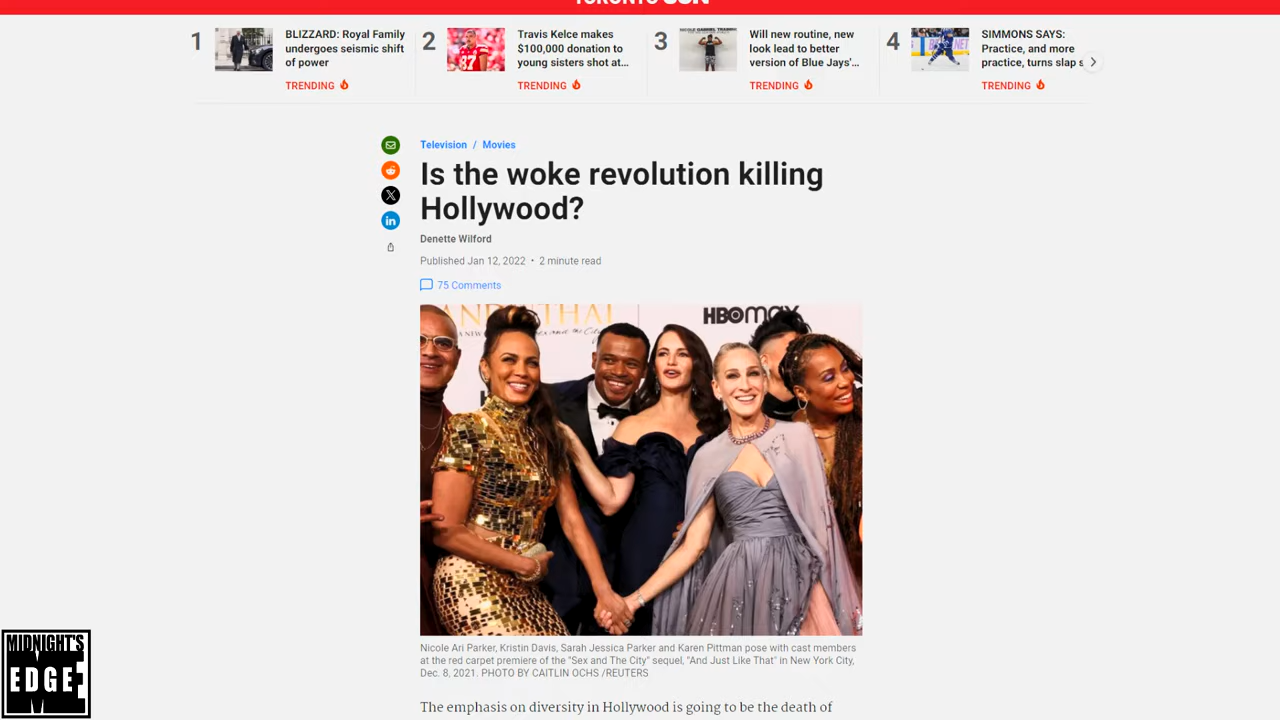 TORONTO SUN
1
BLIZZARD: Royal Family
undergoes seismic shift
of power
TRENDING
2
Travis Kelce makes
$100,000 donation to
young sisters shot at...
TRENDING
3
Will new routine, new
look lead to better
version of Blue Jays'...
TRENDING
4
SIMMONS SAYS:
Practice, and more
practice, turns slap s
TRENDING
Television / Movies
Is the woke revolution killing
Hollywood?
Denette Wilford
Published Jan 12, 2022 • 2 minute read
75 Comments
HBOMAX
87
Nicole Ari Parker, Kristin Davis, Sarah Jessica Parker and Karen Pittman pose with cast members
at the red carpet premiere of the "Sex and The City" sequel, "And Just Like That" in New York City,
Dec. 8, 2021. PHOTO BY CAITLIN OCHS /REUTERS
The emphasis on diversity in Hollywood is going to be the death of
MIDNIGHT'S
EDGE